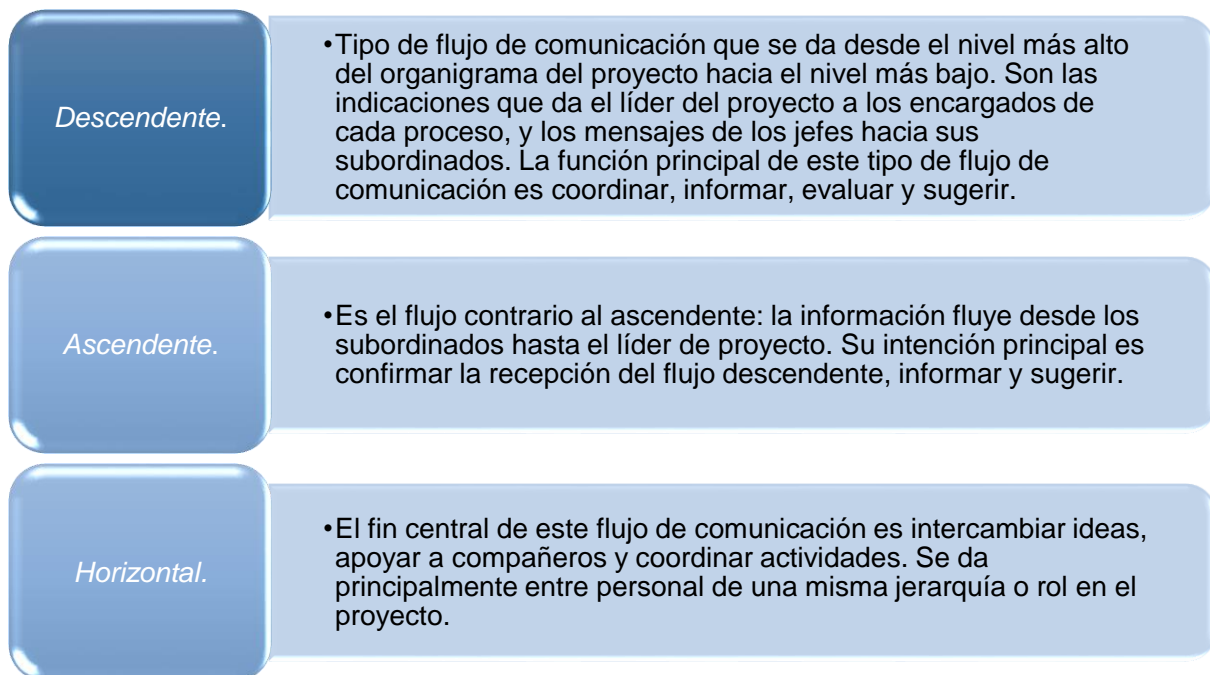 Descendente.
•Tipo de flujo de comunicación que se da desde el nivel más alto
del organigrama del proyecto hacia el nivel más bajo. Son las
indicaciones que da el líder del proyecto a los encargados de
cada proceso, y los mensajes de los jefes hacia sus
subordinados. La función principal de este tipo de flujo de
comunicación es coordinar, informar, evaluar y sugerir.
Ascendente.
•Es el flujo contrario al ascendente: la información fluye desde los
subordinados hasta el líder de proyecto. Su intención principal es
confirmar la recepción del flujo descendente, informar y sugerir.
Horizontal.
•El fin central de este flujo de comunicación es intercambiar ideas,
apoyar a compañeros y coordinar actividades. Se da
principalmente entre personal de una misma jerarquía o rol en el
proyecto.